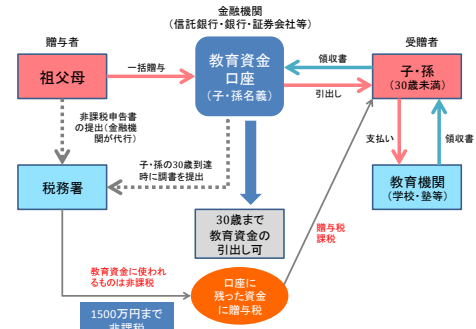 金融機関
(信託銀行・銀行・証券会社等)
贈与者
受贈者
祖父母
一括贈与
教育資金
口座
(子・孫名義)
領収書
引出し
子・孫
(30歳未満)
非課税申告書
の提出(金融機
関が代行)
支払い
領収書
子・孫の30歳到達
時に調書を提出
税務署
教育機関
(学校・塾等)
30歳まで
教育資金の
引出し可
贈与税
課税
教育資金に使われ
るものは非課税
口座に
残った資金
に贈与税
1500万円まで
非課税